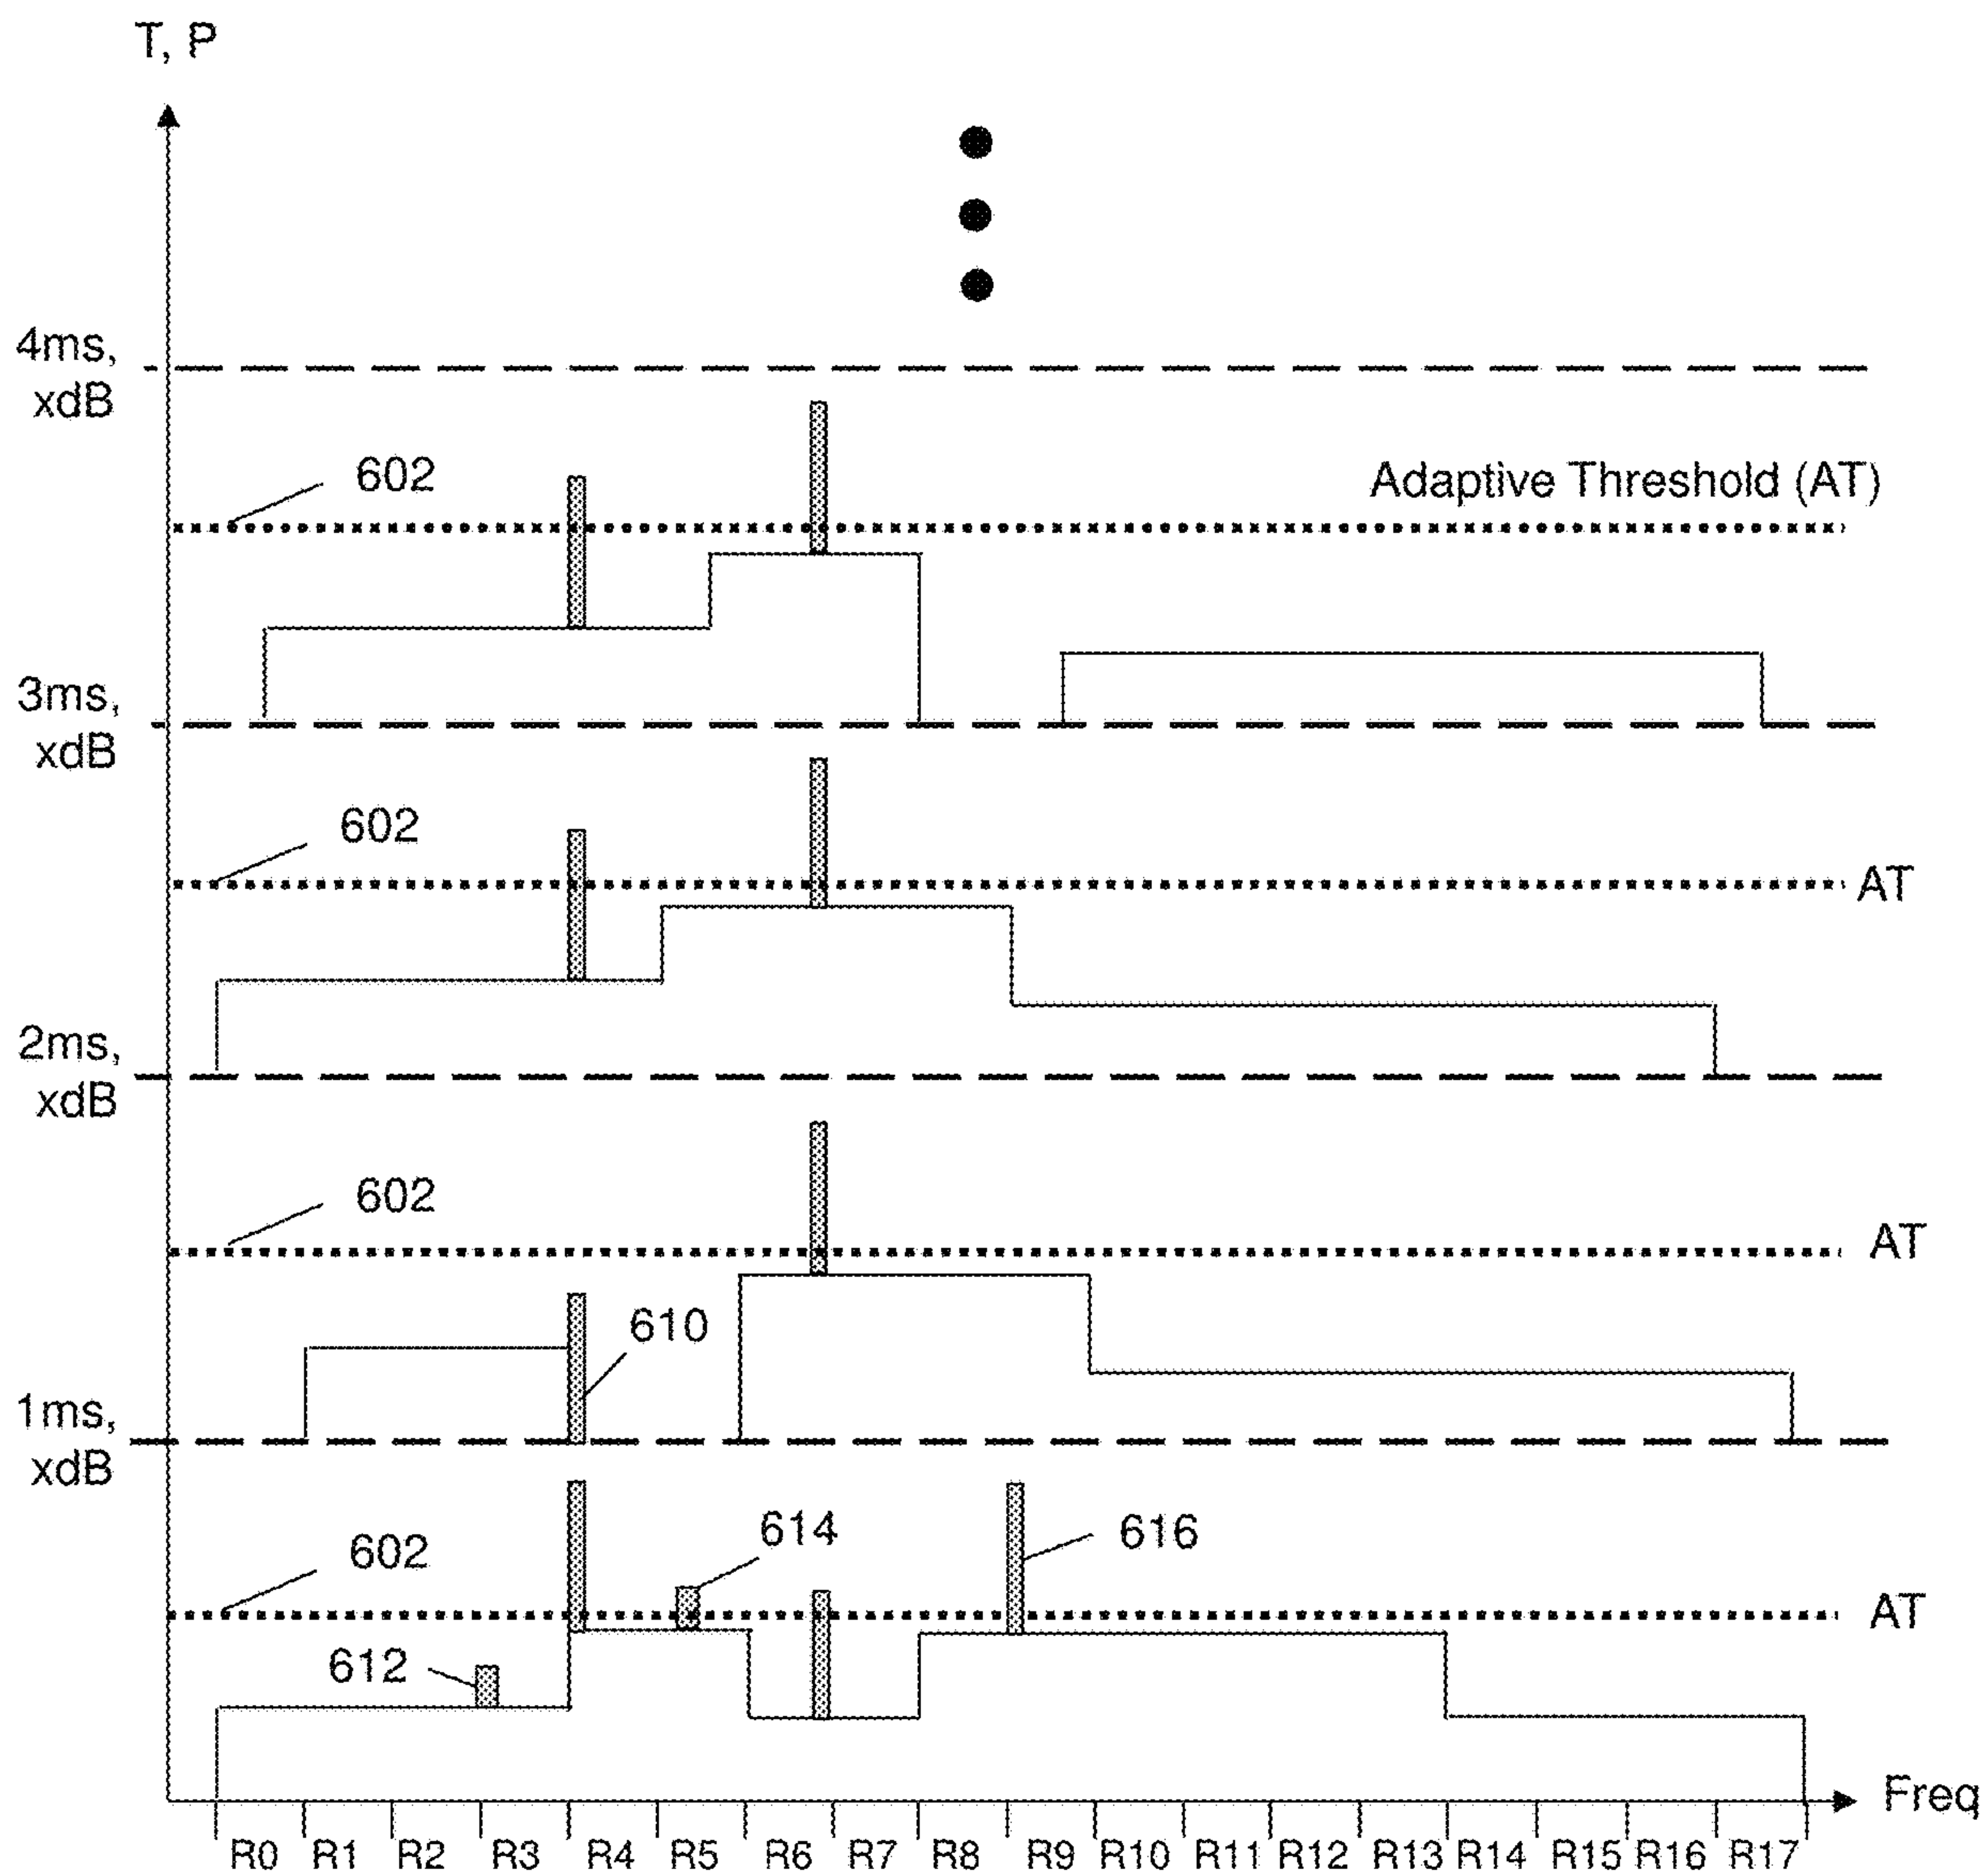 T, P
4ms,
xdB
602
Adaptive Threshold (AT)
3ms,
xdB
602
AT
2ms,
xdB
602
AT
610
1ms,
xdB
614
616
602
AT
612
Freq
R0 R1 R2 R3 R4 R5 R6 R7 R8 R9 R10 R11 R12 R13 R14 R15 R16 R17